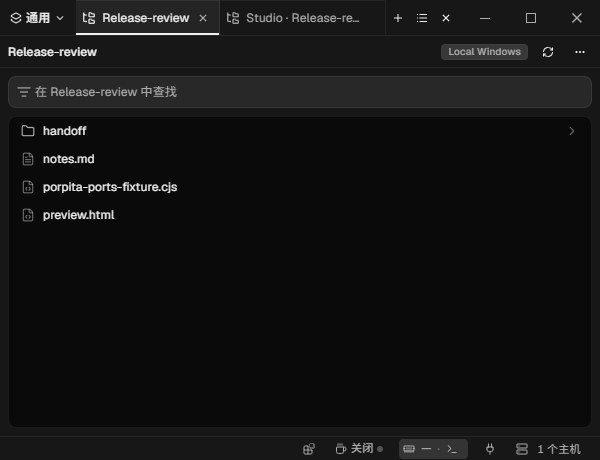 通用 Release-review Studio · Release-re…
Release-review Local Windows
在 Release-review 中查找
handoff
notes.md
porpita-ports-fixture.cjs
preview.html
关闭 1 个主机